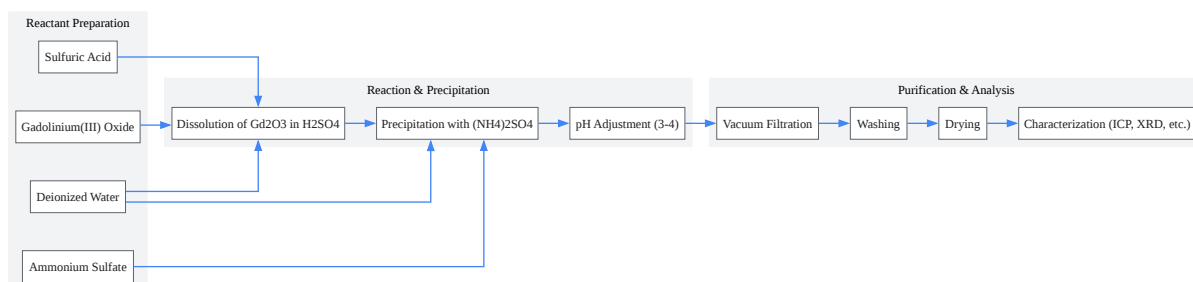 Reactant Preparation
Sulfuric Acid
Gadolinium(III) Oxide
Deionized Water
Ammonium Sulfate
Reaction & Precipitation
Dissolution of Gd2O3 in H2SO4
Precipitation with (NH4)2SO4
pH Adjustment (3-4)
Purification & Analysis
Vacuum Filtration
Washing
Drying
Characterization (ICP, XRD, etc.)